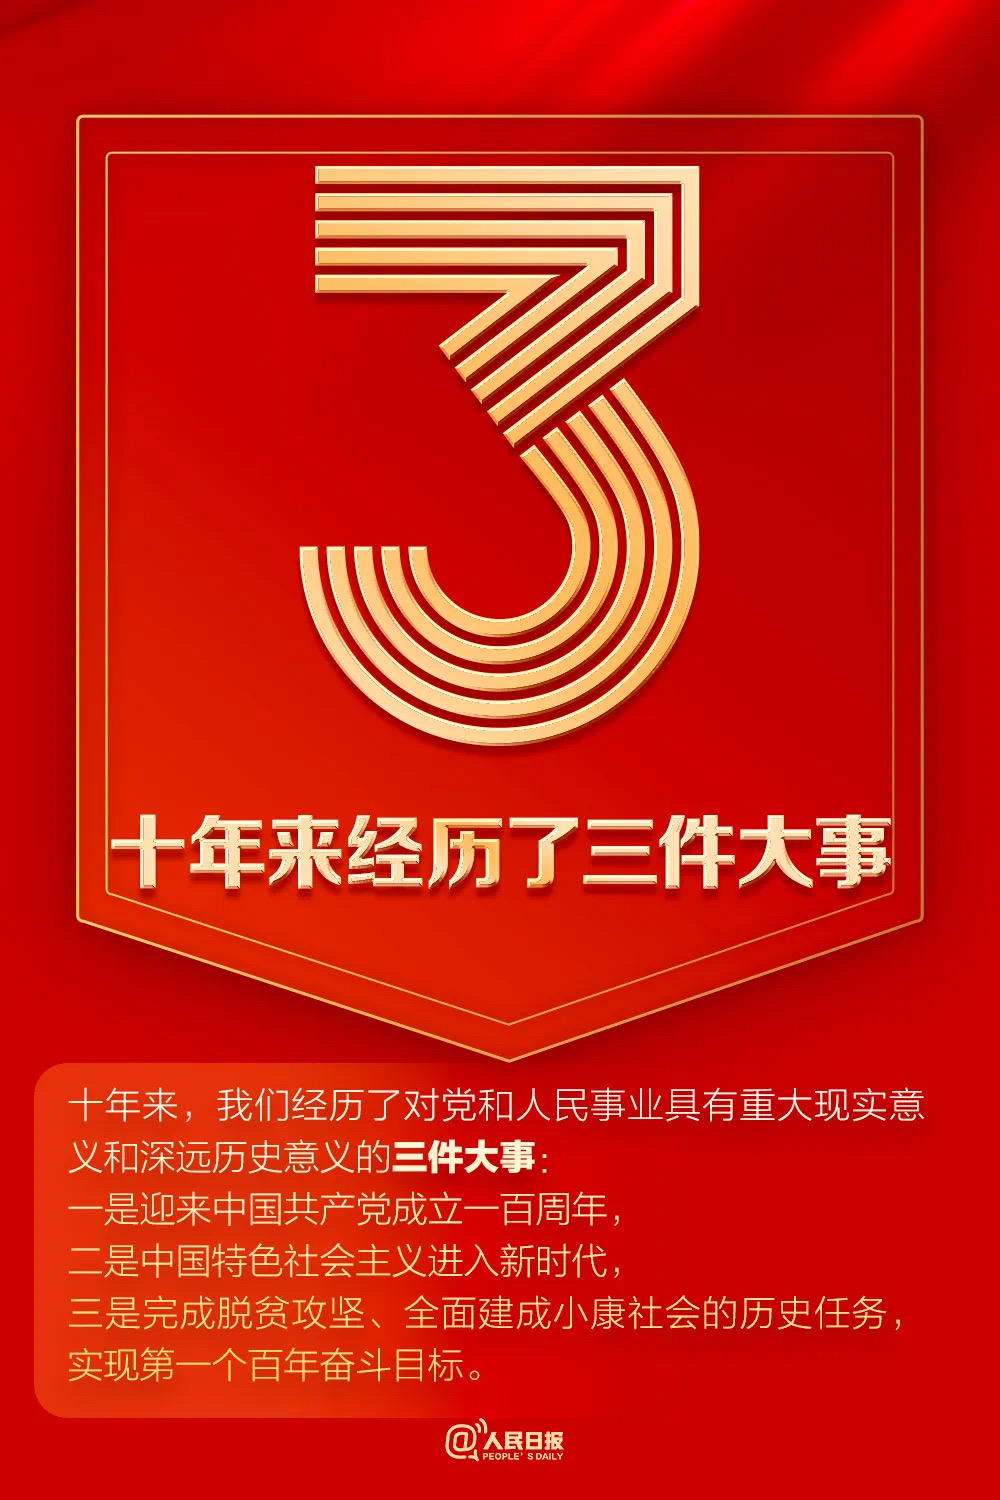 3
十年来经历了三件大事
十年来，我们经历了对党和人民事业具有重大现实意
义和深远历史意义的三件大事：
一是迎来中国共产党成立一百周年，
二是中国特色社会主义进入新时代，
三是完成脱贫攻坚、全面建成小康社会的历史任务，
实现第一个百年奋斗目标。
@人民日报
PEOPLE'S DAILY